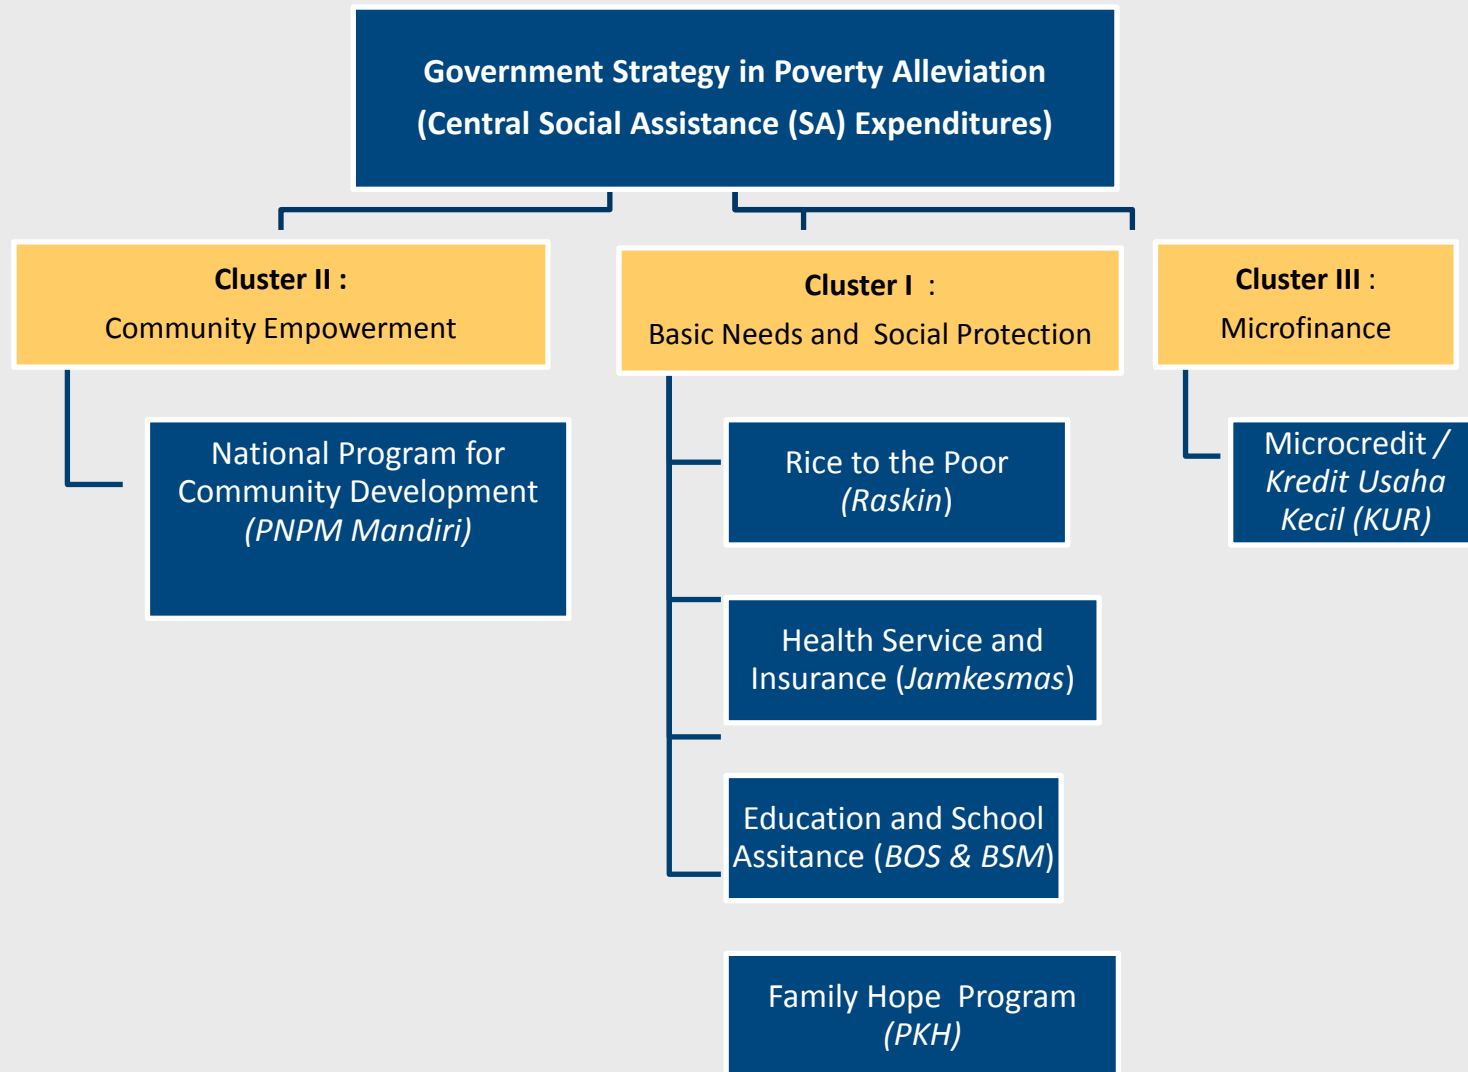 Government Strategy in Poverty Alleviation
(Central Social Assistance (SA) Expenditures)
Cluster II :
Community Empowerment
National Program for
Community Development
(PNPM Mandiri)
Cluster I :
Basic Needs and Social Protection
Rice to the Poor
(Raskin)
Health Service and
Insurance (Jamkesmas)
Education and School
Assitance (BOS & BSM)
Family Hope Program
(PKH)
Cluster III :
Microfinance
Microcredit /
Kredit Usaha
Kecil (KUR)